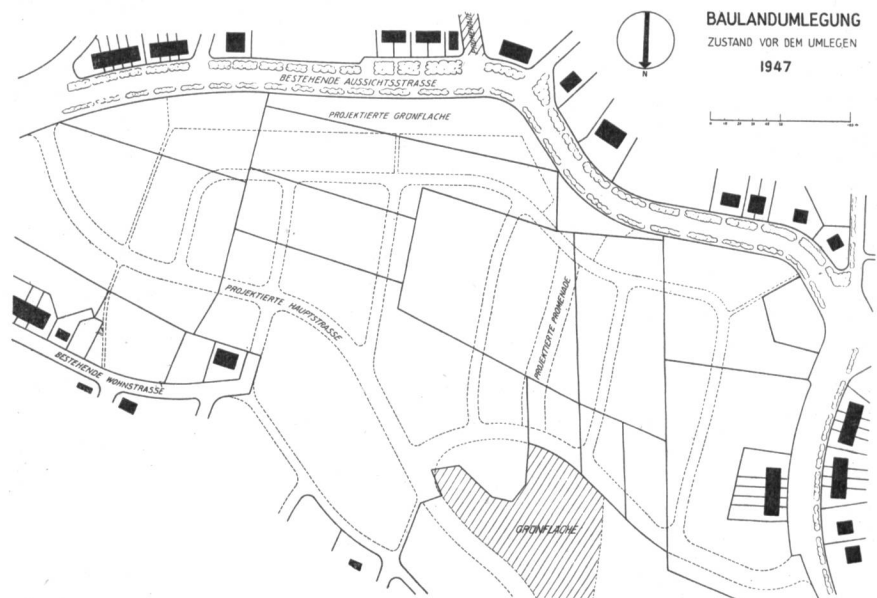 BAULANDUMLEGUNG
ZUSTAND VOR DEM UMLEGEN
1947
N
BESTEHENDE AUSSICHTSSTRASSE
PROJEKTIERTE GRÜNFLÄCHE
PROJEKTIERTE HAUPTSTRASSE
PROJEKTIERTE PROMENADE
BESTEHENDE WOHNSTRASSE
GRÜNFLÄCHE